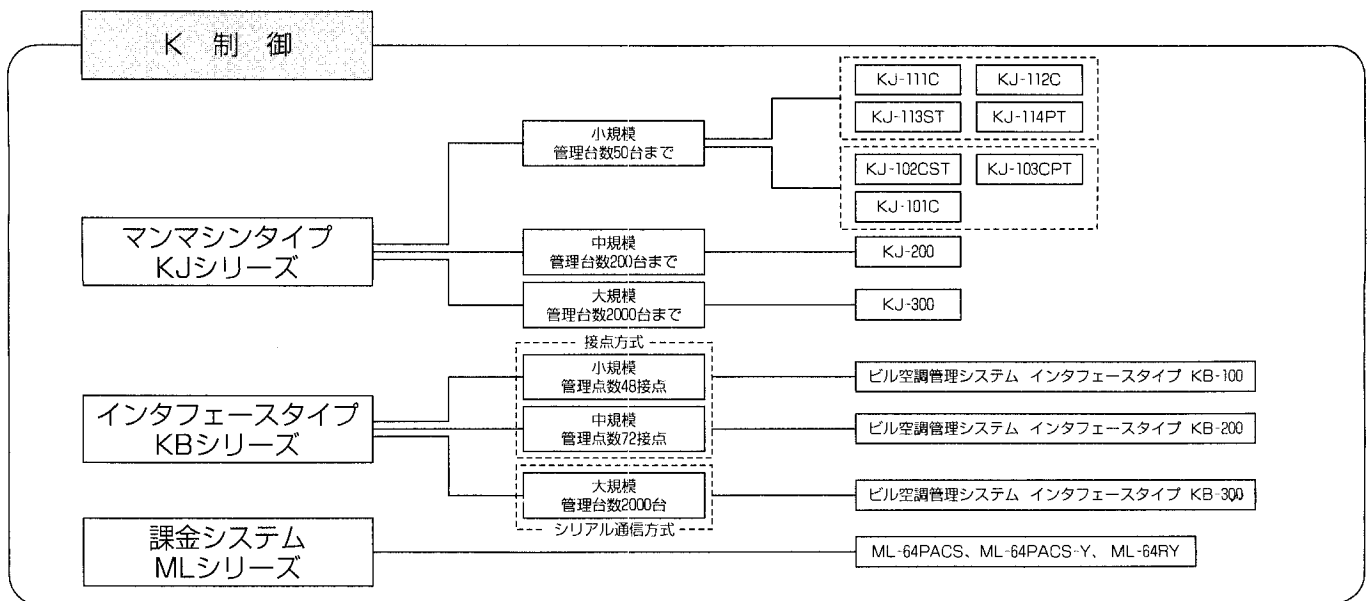 K 制 御
小規模
管理台数50台まで
KJ-111C
KJ-112C
KJ-113ST
KJ-114PT
KJ-102CST
KJ-103CPT
KJ-101C
マンマシンタイプ
KJシリーズ
中規模
管理台数200台まで
KJ-200
大規模
管理台数2000台まで
KJ-300
接点方式
インタフェースタイプ
KBシリーズ
小規模
管理点数48接点
ビル空調管理システム インタフェースタイプ KB-100
中規模
管理点数72接点
ビル空調管理システム インタフェースタイプ KB-200
大規模
管理台数2000台
ビル空調管理システム インタフェースタイプ KB-300
シリアル通信方式
課金システム
MLシリーズ
ML-64PACS、ML-64PACS-Y、ML-64RY